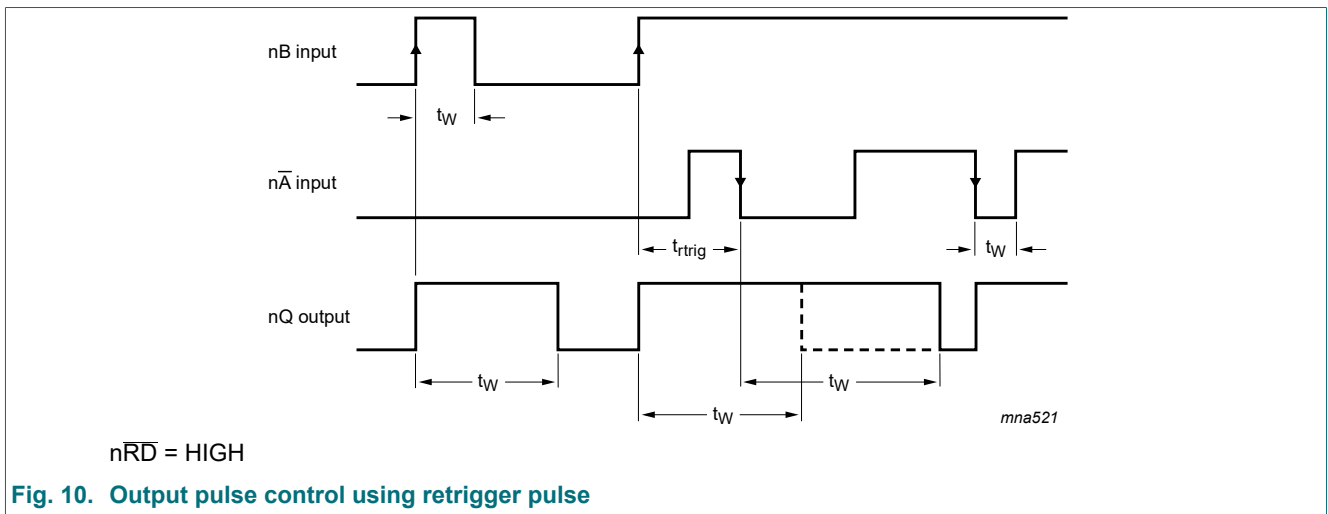 nB input
tW
nA̅ input
trtrig
tW
nQ output
tW
tW
tW
mna521
nR̅D̅ = HIGH
Fig. 10. Output pulse control using retrigger pulse